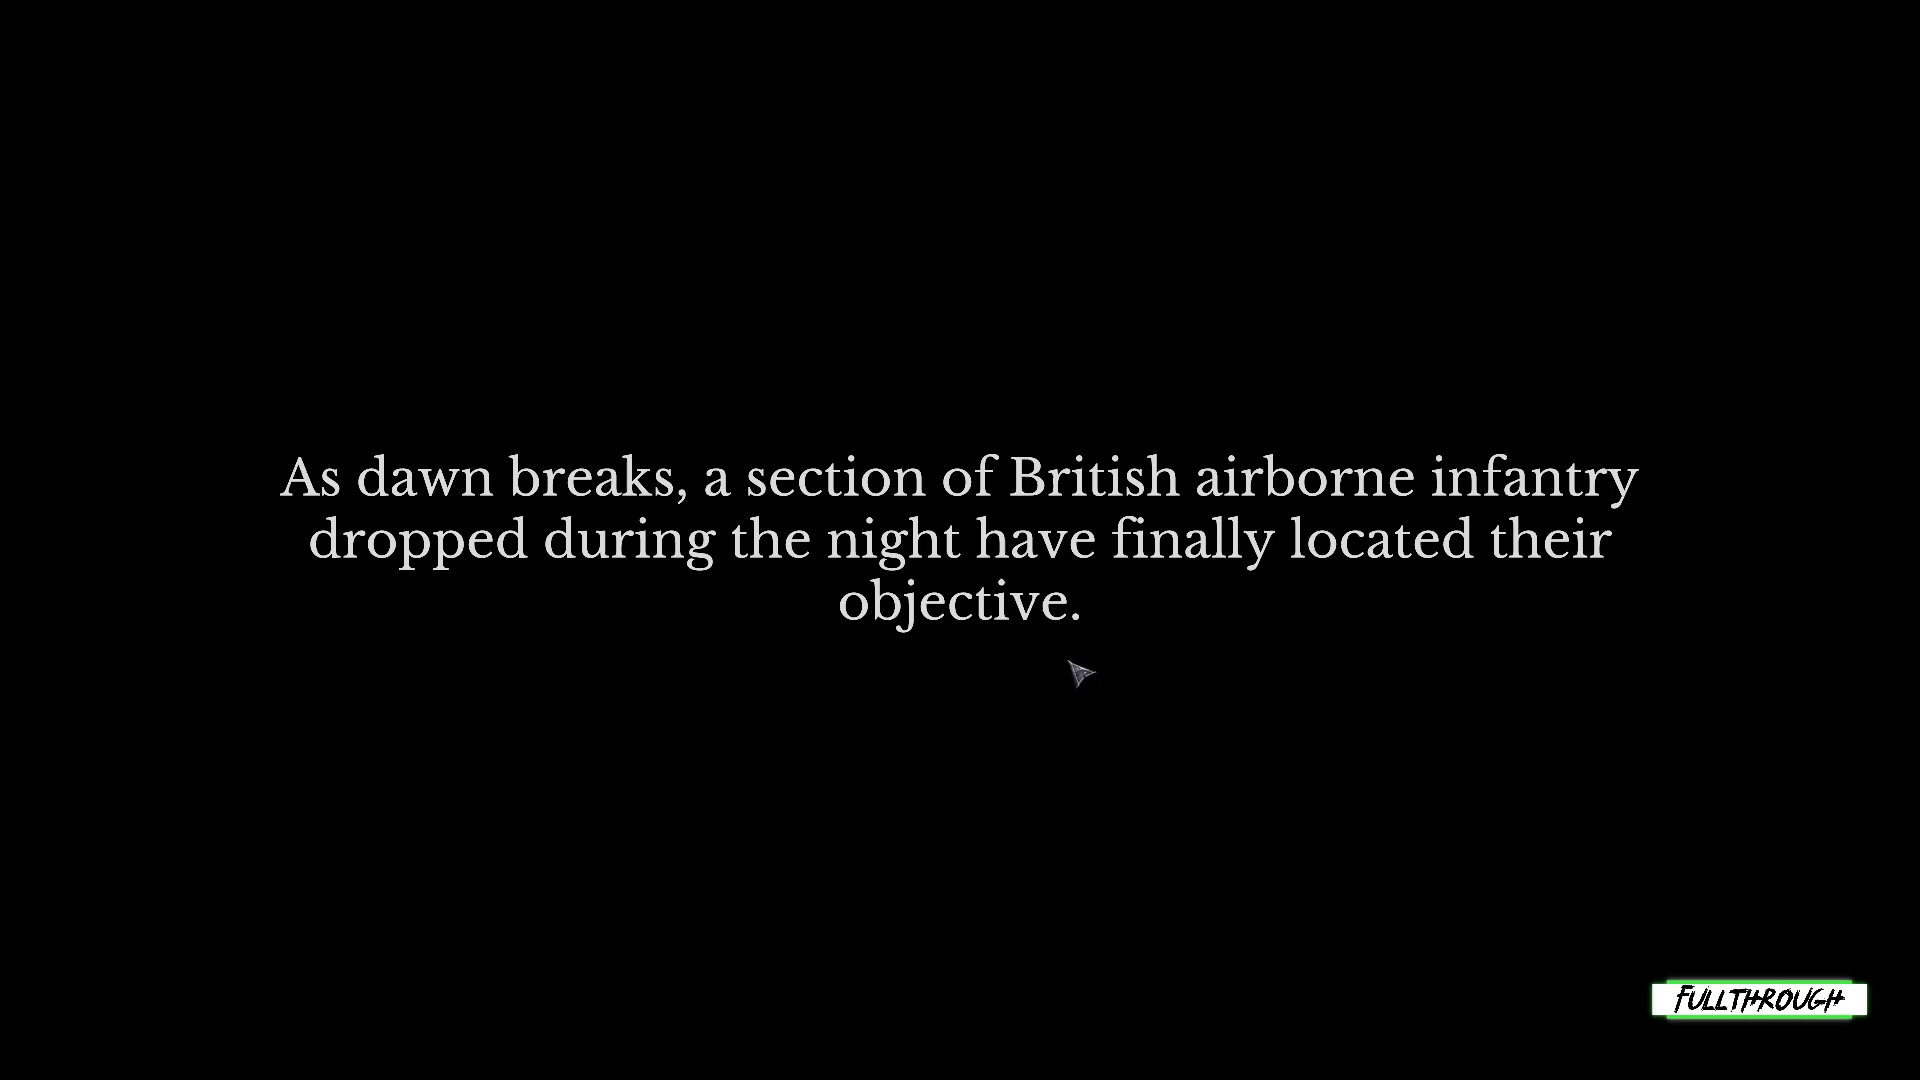 As dawn breaks, a section of British airborne infantry
dropped during the night have finally located their
objective.
FULLTHROUGH